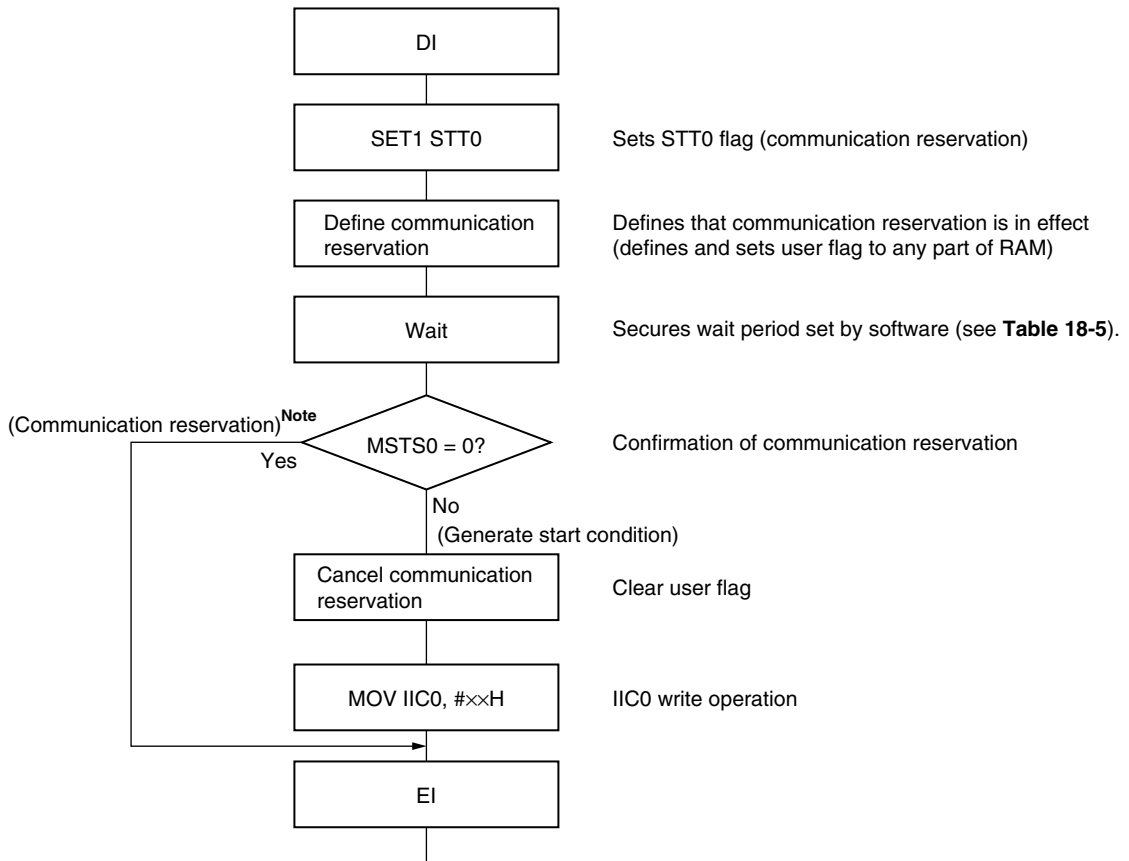 DI
SET1 STT0
Sets STT0 flag (communication reservation)
Define communication
reservation
Defines that communication reservation is in effect
(defines and sets user flag to any part of RAM)
Wait
Secures wait period set by software (see Table 18-5).
(Communication reservation)Note
MSTS0 = 0?
Confirmation of communication reservation
Yes
No
(Generate start condition)
Cancel communication
reservation
Clear user flag
MOV IIC0, #××H
IIC0 write operation
EI